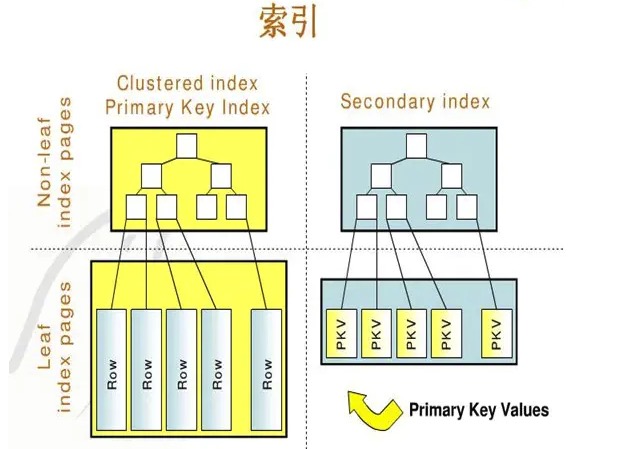 索引
Clustered index
Primary Key Index
Secondary index
Non-leaf
index pages
Leaf
index pages
Row
Row
Row
Row
Row
PKV
PKV
PKV
PKV
PKV
Primary Key Values